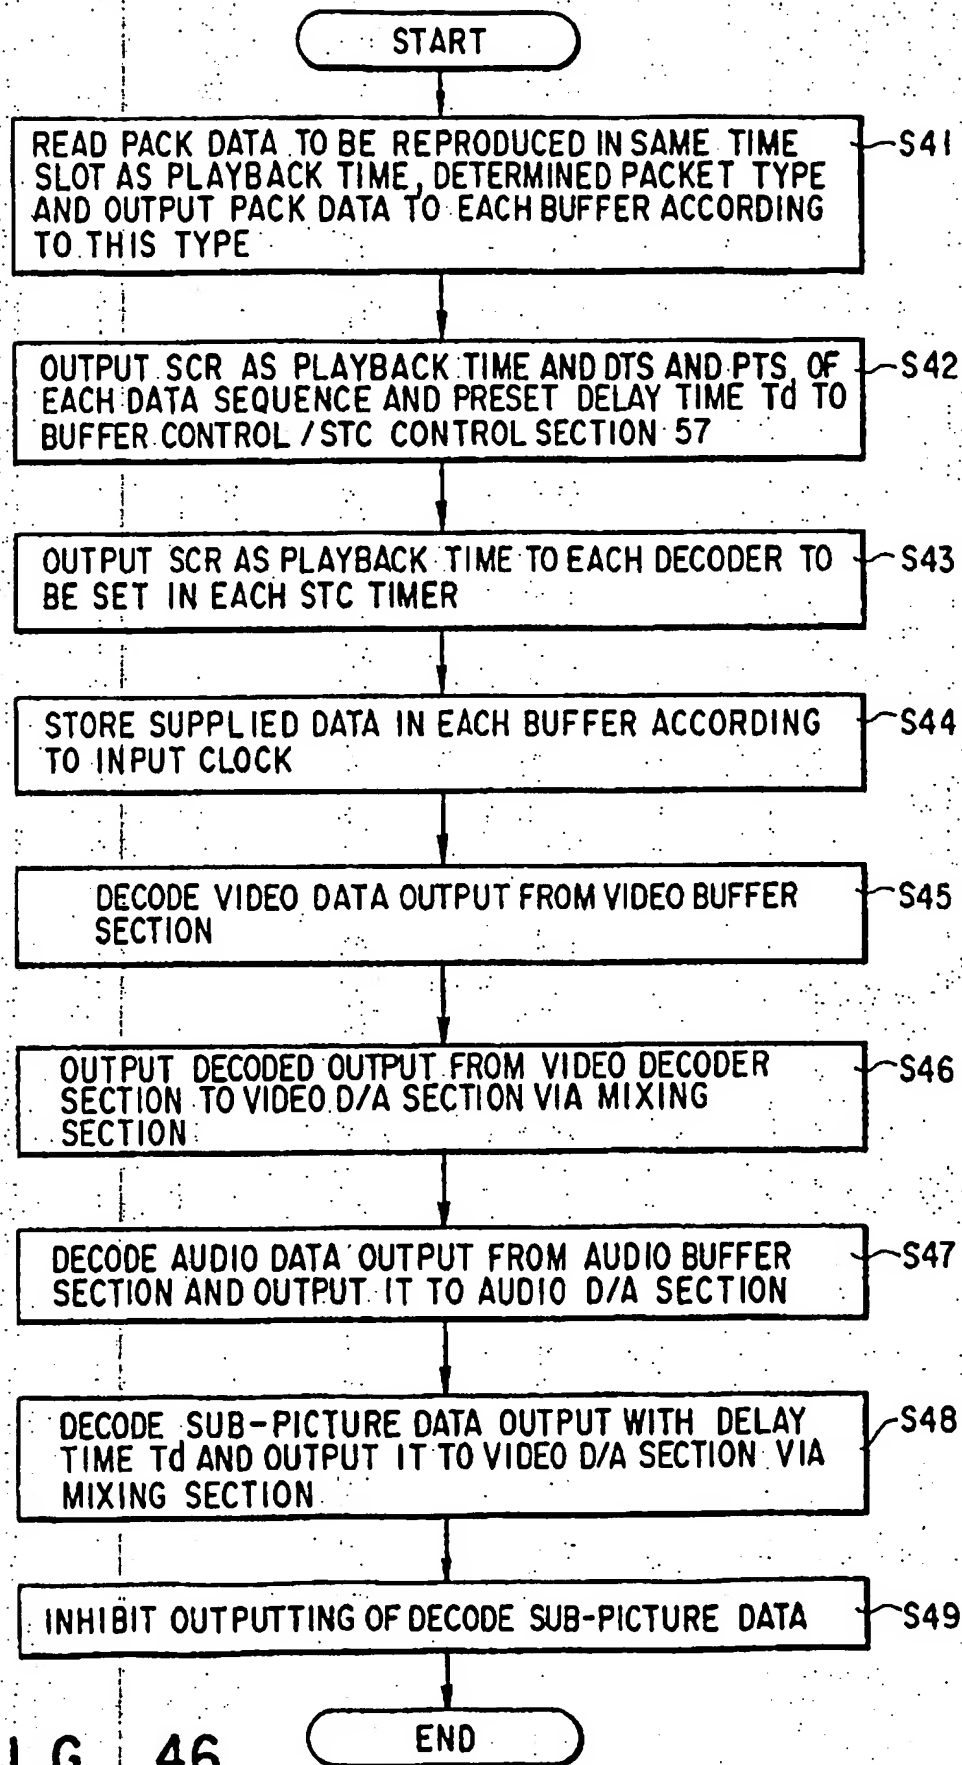 START
READ PACK DATA TO BE REPRODUCED IN SAME TIME
SLOT AS PLAYBACK TIME, DETERMINED PACKET TYPE
AND OUTPUT PACK DATA TO EACH BUFFER ACCORDING
TO THIS TYPE
S41
OUTPUT SCR AS PLAYBACK TIME AND DTS AND PTS OF
EACH DATA SEQUENCE AND PRESET DELAY TIME Td TO
BUFFER CONTROL / STC CONTROL SECTION 57
S42
OUTPUT SCR AS PLAYBACK TIME TO EACH DECODER TO
BE SET IN EACH STC TIMER
S43
STORE SUPPLIED DATA IN EACH BUFFER ACCORDING
TO INPUT CLOCK
S44
DECODE VIDEO DATA OUTPUT FROM VIDEO BUFFER
SECTION
S45
OUTPUT DECODED OUTPUT FROM VIDEO DECODER
SECTION TO VIDEO D/A SECTION VIA MIXING
SECTION
S46
DECODE AUDIO DATA OUTPUT FROM AUDIO BUFFER
SECTION AND OUTPUT IT TO AUDIO D/A SECTION
S47
DECODE SUB-PICTURE DATA OUTPUT WITH DELAY
TIME Td AND OUTPUT IT TO VIDEO D/A SECTION VIA
MIXING SECTION
S48
INHIBIT OUTPUTTING OF DECODE SUB-PICTURE DATA
S49
END
I G. 46